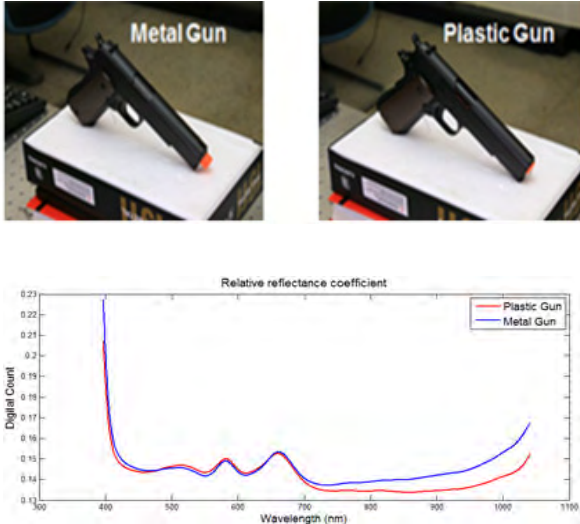 Metal Gun
Plastic Gun
Relative reflectance coefficient
Digital Count
0.23
0.22
0.21
0.2
0.19
0.18
0.17
0.16
0.15
0.14
0.13
Plastic Gun
Metal Gun
300 400 500 600 700 800 900 1000 1100
Wavelength (nm)